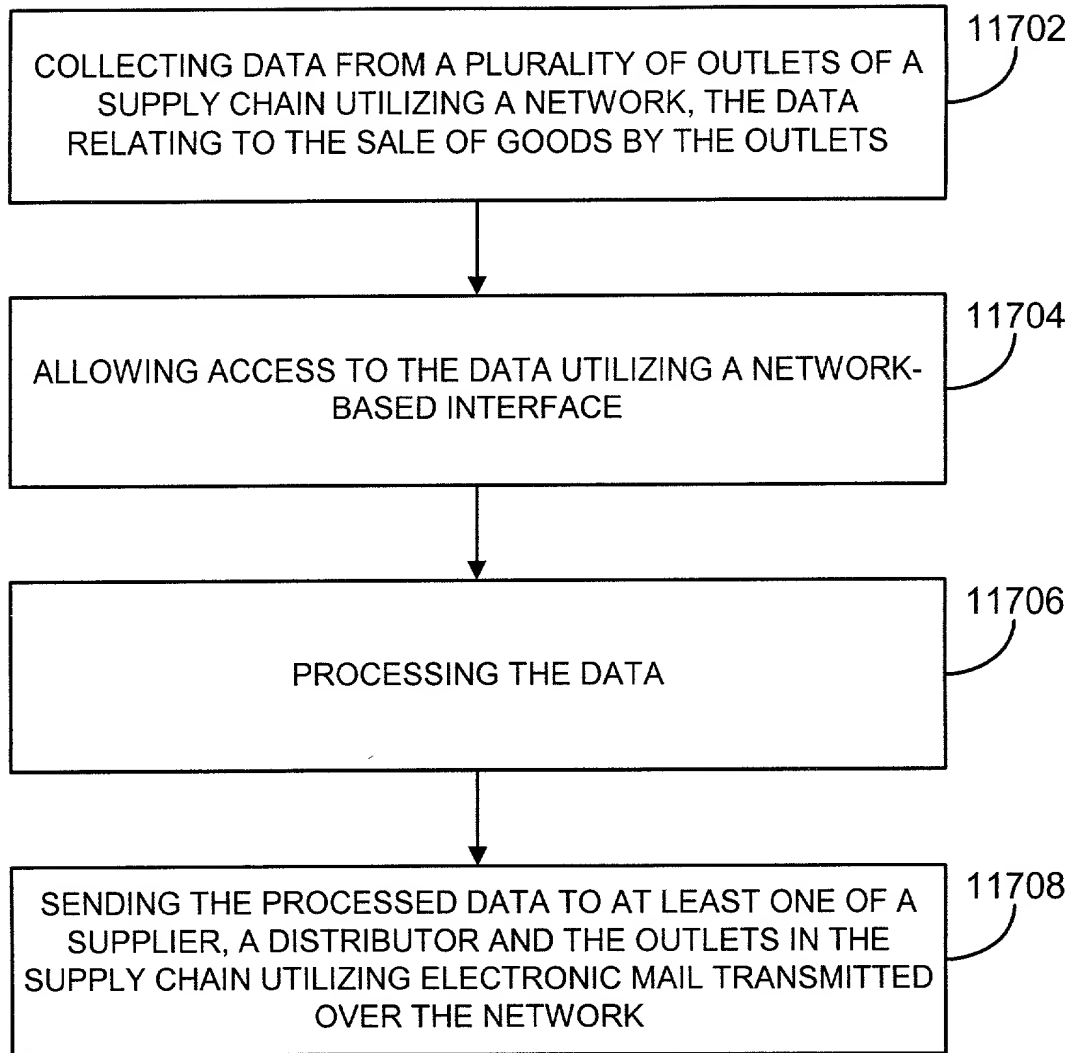 11702
COLLECTING DATA FROM A PLURALITY OF OUTLETS OF A
SUPPLY CHAIN UTILIZING A NETWORK, THE DATA
RELATING TO THE SALE OF GOODS BY THE OUTLETS
11704
ALLOWING ACCESS TO THE DATA UTILIZING A NETWORK-
BASED INTERFACE
11706
PROCESSING THE DATA
11708
SENDING THE PROCESSED DATA TO AT LEAST ONE OF A
SUPPLIER, A DISTRIBUTOR AND THE OUTLETS IN THE
SUPPLY CHAIN UTILIZING ELECTRONIC MAIL TRANSMITTED
OVER THE NETWORK